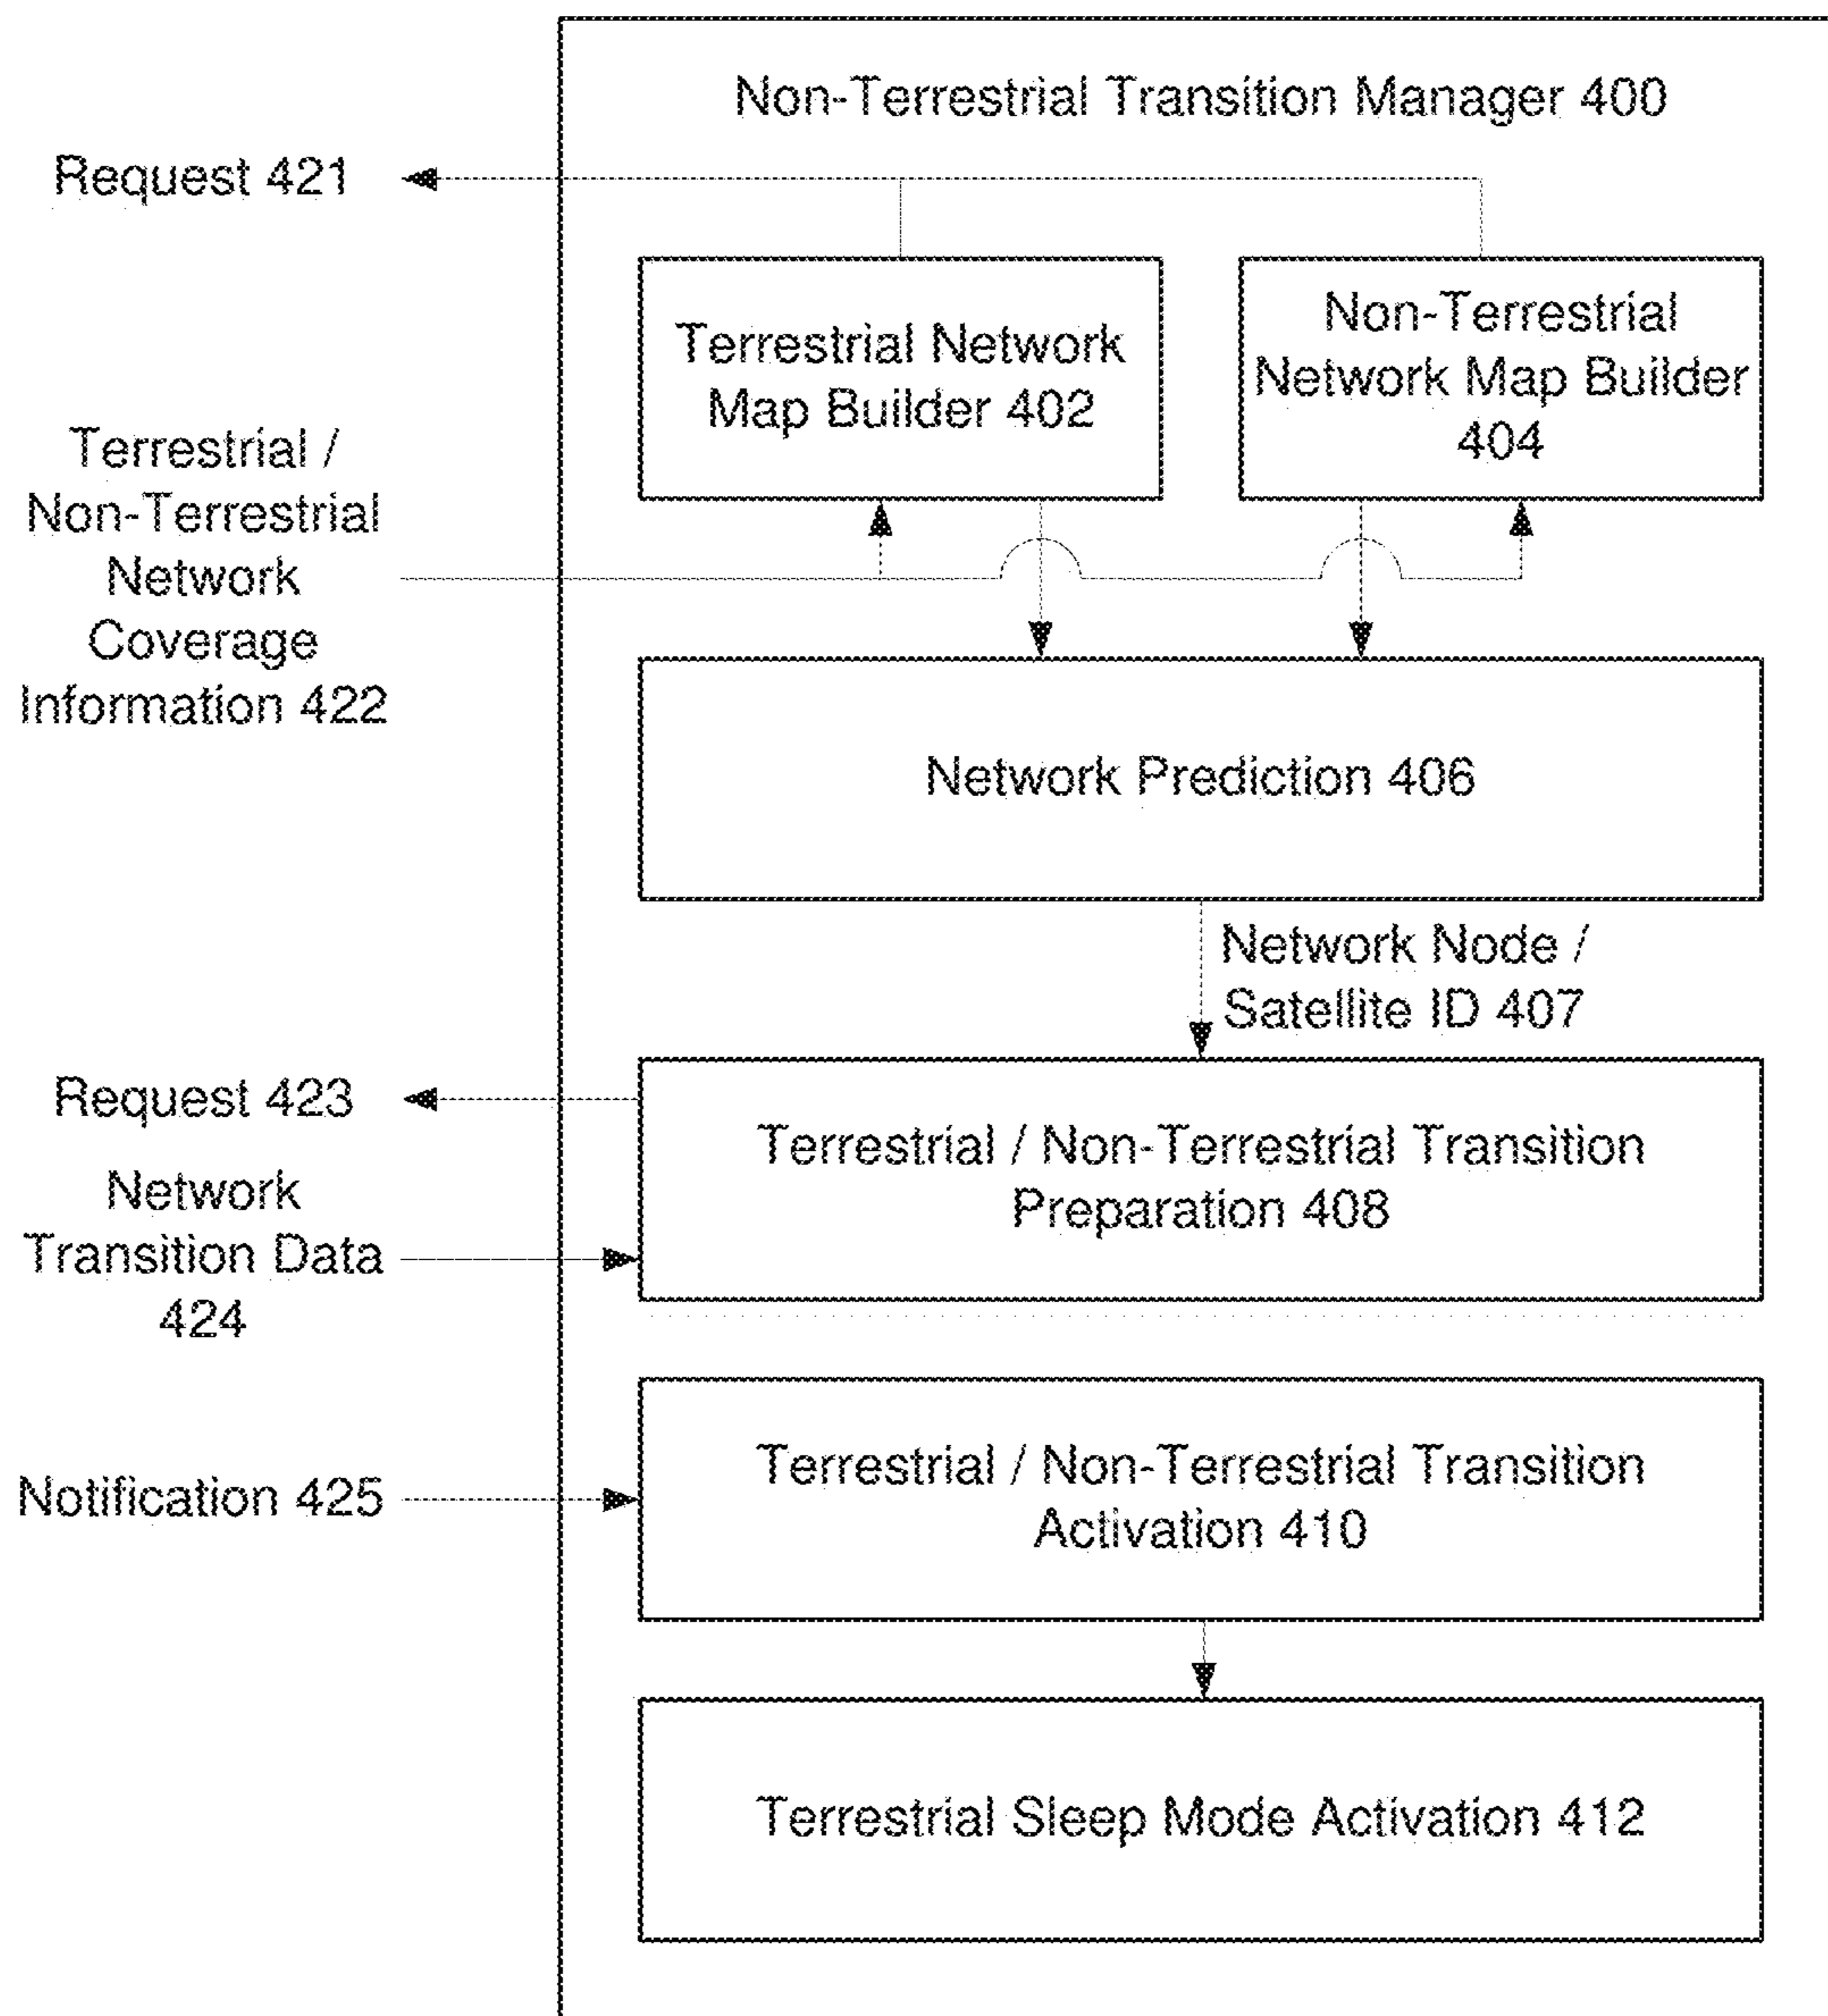 Non-Terrestrial Transition Manager 400
Request 421
Terrestrial Network
Map Builder 402
Non-Terrestrial
Network Map Builder
404
Terrestrial /
Non-Terrestrial
Network
Coverage
Information 422
Network Prediction 406
Network Node /
Satellite ID 407
Request 423
Terrestrial / Non-Terrestrial Transition
Preparation 408
Network
Transition Data
424
Notification 425
Terrestrial / Non-Terrestrial Transition
Activation 410
Terrestrial Sleep Mode Activation 412